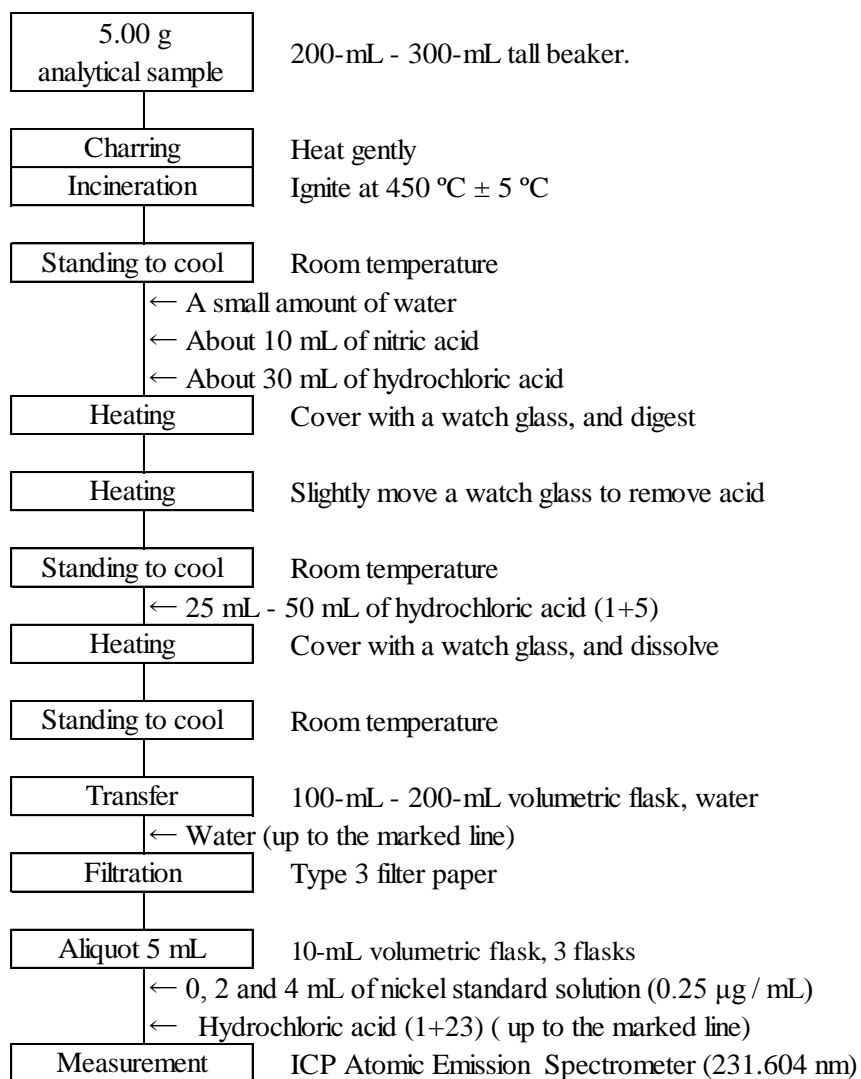 5.00 g
analytical sample
200-mL - 300-mL tall beaker.
Charring
Heat gently
Incineration
Ignite at 450 ºC ± 5 ºC
Standing to cool
Room temperature
← A small amount of water
← About 10 mL of nitric acid
← About 30 mL of hydrochloric acid
Heating
Cover with a watch glass, and digest
Heating
Slightly move a watch glass to remove acid
Standing to cool
Room temperature
← 25 mL - 50 mL of hydrochloric acid (1+5)
Heating
Cover with a watch glass, and dissolve
Standing to cool
Room temperature
Transfer
100-mL - 200-mL volumetric flask, water
← Water (up to the marked line)
Filtration
Type 3 filter paper
Aliquot 5 mL
10-mL volumetric flask, 3 flasks
← 0, 2 and 4 mL of nickel standard solution (0.25 μg / mL)
← Hydrochloric acid (1+23) ( up to the marked line)
Measurement
ICP Atomic Emission Spectrometer (231.604 nm)